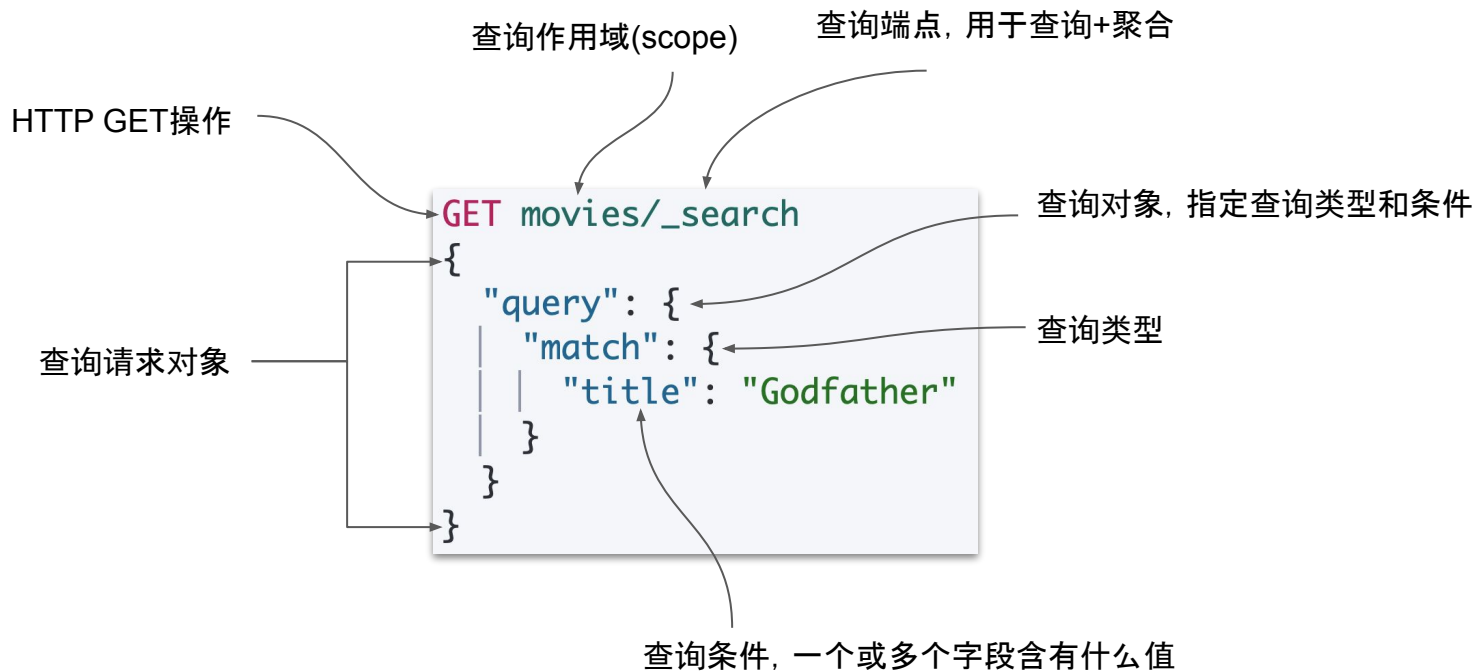 查询作用域(scope)
查询端点, 用于查询+聚合
HTTP GET操作
GET movies/_search
查询对象, 指定查询类型和条件
{
"query": {
"match": {
查询类型
查询请求对象
"title": "Godfather"
}
}
}
查询条件, 一个或多个字段含有什么值